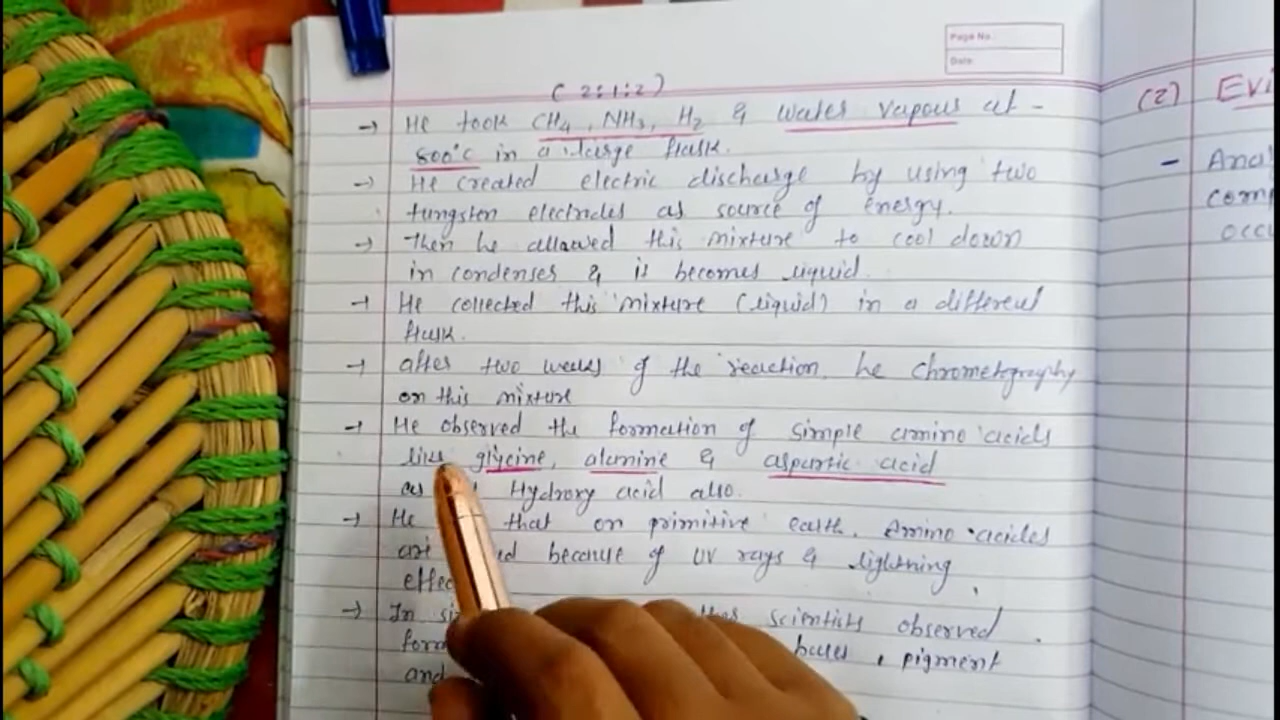 Page No.
Date
(2:1:2)
→ He took CH4, NH3, H2 & water vapour at -
800°C in a large flask.
→ He created electric discharge by using two
tungsten electrodes as source of energy.
→ Then he allowed this mixture to cool down
in condenser & it becomes liquid.
→ He collected this mixture (liquid) in a different
flask.
→ after two weeks of the reaction, he chrometography
on this mixture
→ He observed the formation of simple amino acids
like glycine, alanine & aspartic acid
as Hydroxy acid also.
→ He that on primitive earth, Amino acides
are because of UV rays & lightning
→ In scientists observed
pigment
and
(2) Evi
- Ana
com
occu